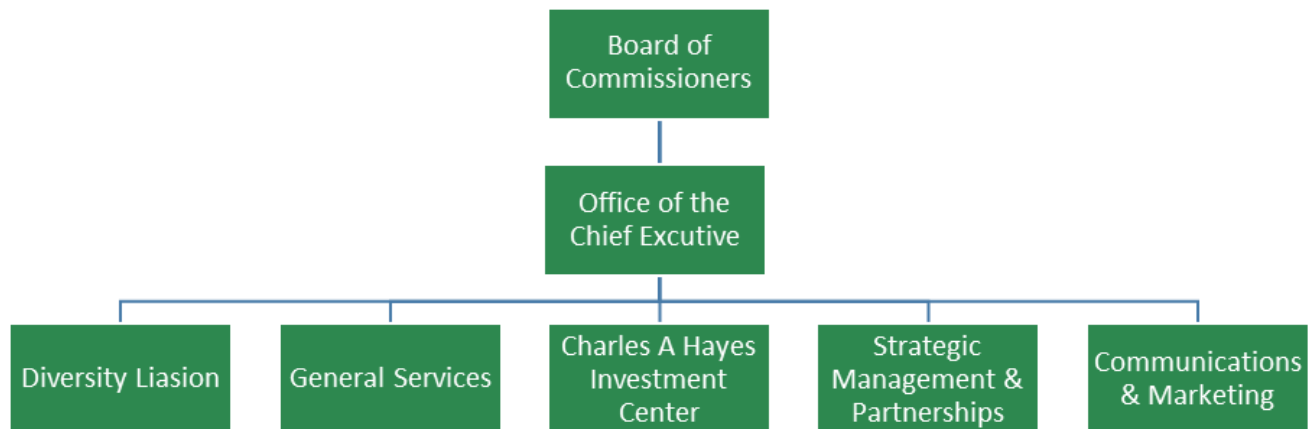 Board of
Commissioners
Office of the
Chief Excutive
Diversity Liasion
General Services
Charles A Hayes
Investment
Center
Strategic
Management &
Partnerships
Communications
& Marketing